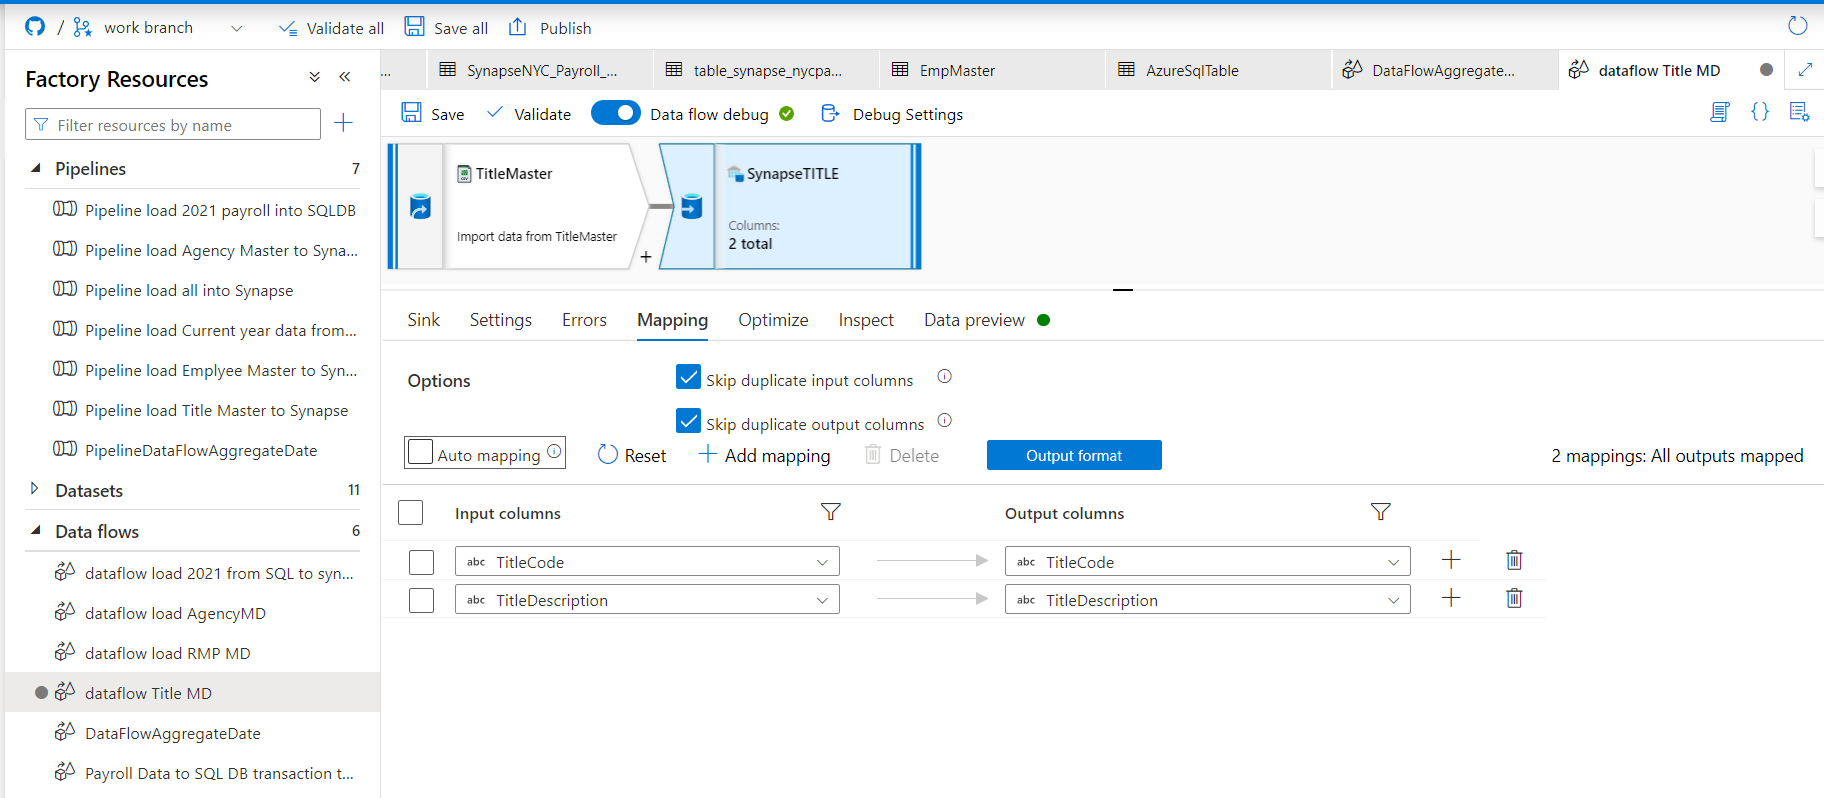 / work branch Validate all Save all Publish
Factory Resources
Filter resources by name
Pipelines 7
Pipeline load 2021 payroll into SQLDB
Pipeline load Agency Master to Syna...
Pipeline load all into Synapse
Pipeline load Current year data from...
Pipeline load Emplyee Master to Syn...
Pipeline load Title Master to Synapse
PipelineDataFlowAggregateDate
Datasets 11
Data flows 6
dataflow load 2021 from SQL to syn...
dataflow load AgencyMD
dataflow load RMP MD
dataflow Title MD
DataFlowAggregateDate
Payroll Data to SQL DB transaction t...
... SynapseNYC_Payroll_... table_synapse_nycpa... EmpMaster AzureSqlTable DataFlowAggregate... dataflow Title MD
Save Validate Data flow debug Debug Settings {}
TitleMaster
Import data from TitleMaster
+
SynapseTITLE
Columns:
2 total
Sink Settings Errors Mapping Optimize Inspect Data preview
Options
Skip duplicate input columns
Skip duplicate output columns
Auto mapping Reset Add mapping Delete Output format 2 mappings: All outputs mapped
Input columns Output columns
abc TitleCode abc TitleCode
abc TitleDescription abc TitleDescription